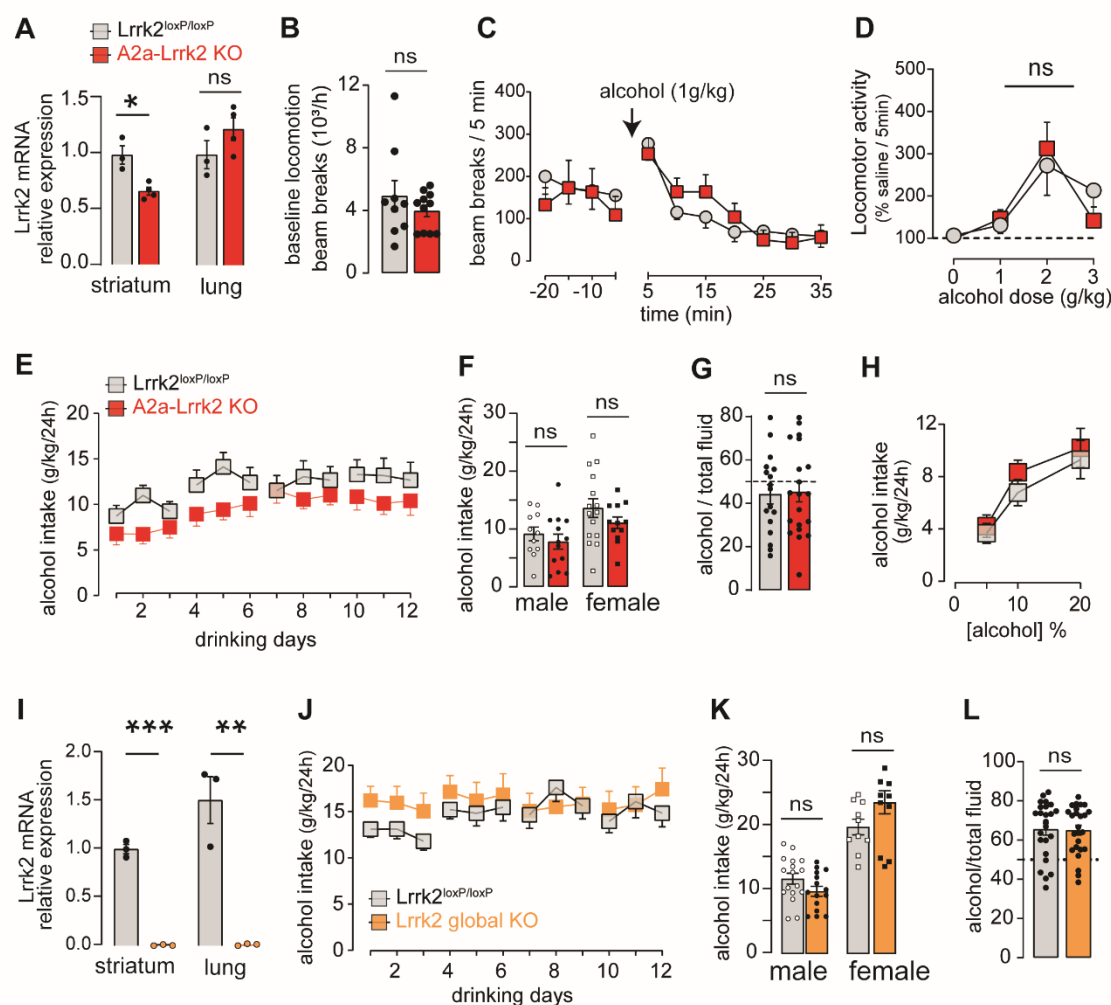 A
Lrrk2loxP/loxP
A2a-Lrrk2 KO
Lrrk2 mRNA
relative expression
1.5
1.0
0.5
0.0
*
ns
striatum
lung
B
ns
baseline locomotion
beam breaks (10³/h)
12
8
4
0
C
alcohol (1g/kg)
beam breaks / 5 min
400
300
200
100
0
-20
-10
5
15
25
35
time (min)
D
ns
Locomotor activity
(% saline / 5min)
500
400
300
200
100
0
1
2
3
alcohol dose (g/kg)
E
Lrrk2loxP/loxP
A2a-Lrrk2 KO
alcohol intake (g/kg/24h)
20
15
10
5
0
2
4
6
8
10
12
drinking days
F
alcohol intake (g/kg/24h)
30
20
10
0
ns
ns
male
female
G
ns
alcohol / total fluid
80
60
40
20
0
H
alcohol intake
(g/kg/24h)
12
8
4
0
0
10
20
[alcohol] %
I
Lrrk2 mRNA
relative expression
2.0
1.5
1.0
0.5
0.0
***
**
striatum
lung
J
alcohol intake (g/kg/24h)
25
20
15
10
5
0
Lrrk2loxP/loxP
Lrrk2 global KO
2
4
6
8
10
12
drinking days
K
alcohol intake (g/kg/24h)
30
20
10
0
ns
ns
male
female
L
ns
alcohol/total fluid
100
80
60
40
20
0